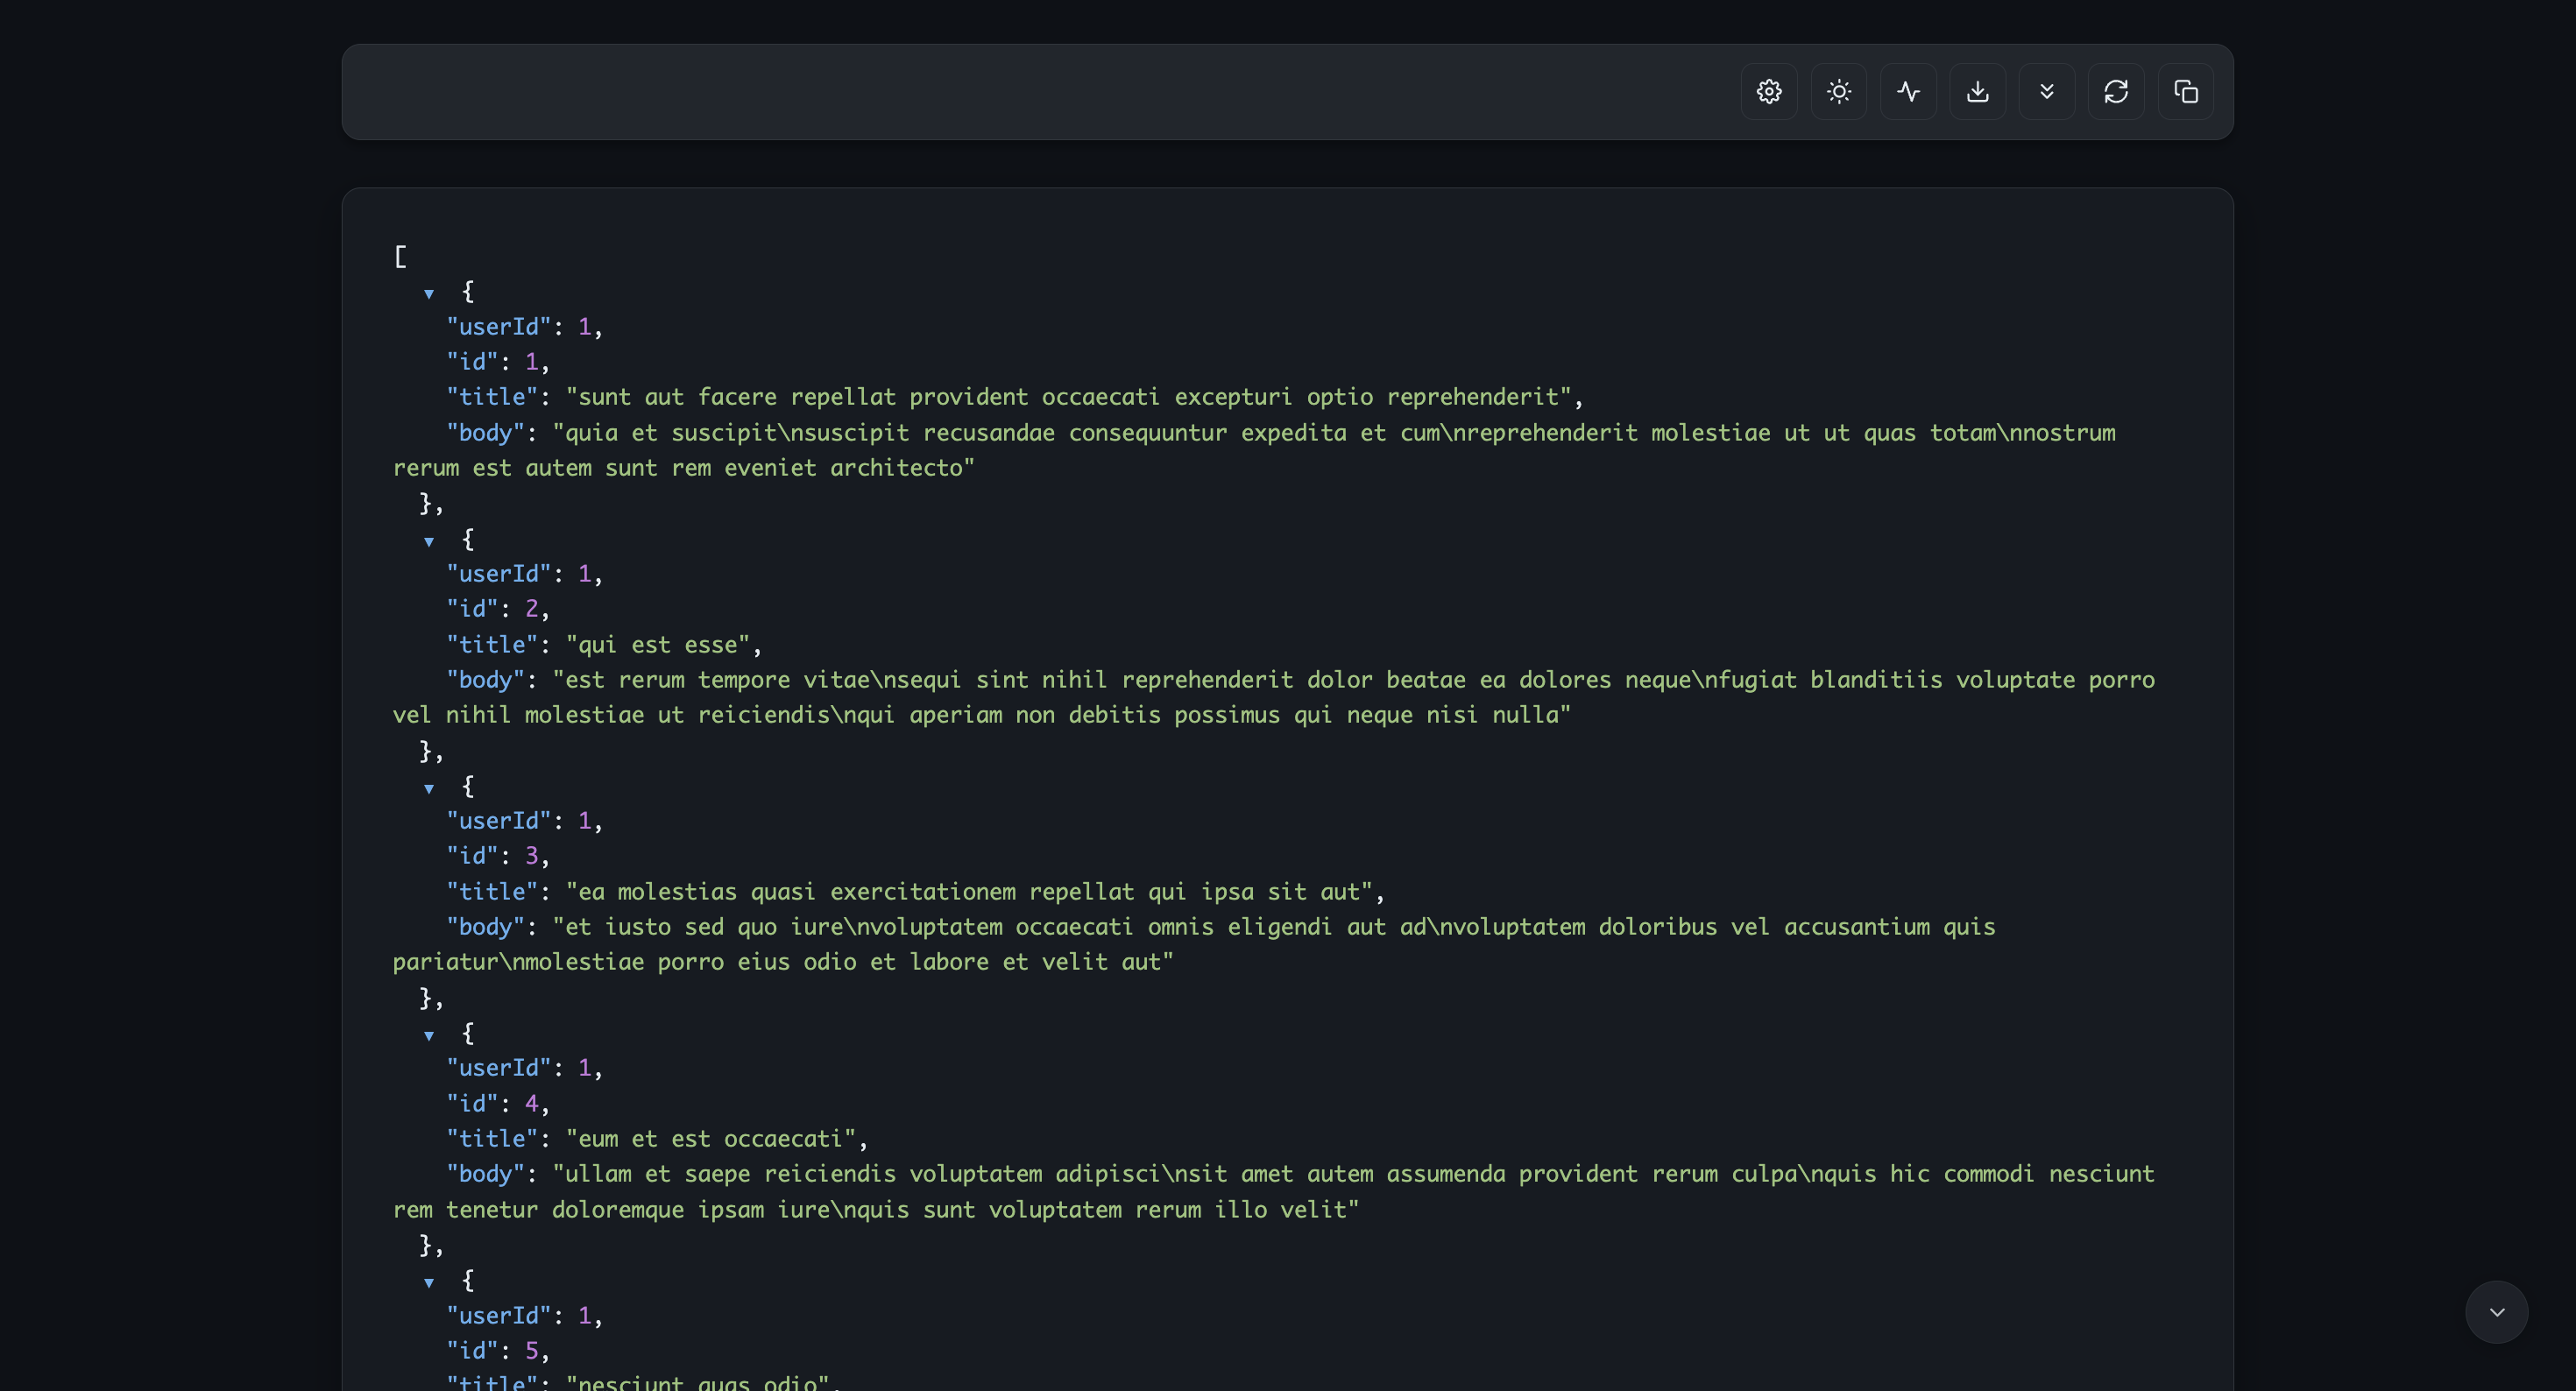 [
{
"userId": 1,
"id": 1,
"title": "sunt aut facere repellat provident occaecati excepturi optio reprehenderit",
"body": "quia et suscipit\nsuscipit recusandae consequuntur expedita et cum\nreprehenderit molestiae ut ut quas totam\nnostrum
rerum est autem sunt rem eveniet architecto"
},
{
"userId": 1,
"id": 2,
"title": "qui est esse",
"body": "est rerum tempore vitae\nsequi sint nihil reprehenderit dolor beatae ea dolores neque\nfugiat blanditiis voluptate porro
vel nihil molestiae ut reiciendis\nqui aperiam non debitis possimus qui neque nisi nulla"
},
{
"userId": 1,
"id": 3,
"title": "ea molestias quasi exercitationem repellat qui ipsa sit aut",
"body": "et iusto sed quo iure\nvoluptatem occaecati omnis eligendi aut ad\nvoluptatem doloribus vel accusantium quis
pariatur\nmolestiae porro eius odio et labore et velit aut"
},
{
"userId": 1,
"id": 4,
"title": "eum et est occaecati",
"body": "ullam et saepe reiciendis voluptatem adipisci\nsit amet autem assumenda provident rerum culpa\nquis hic commodi nesciunt
rem tenetur doloremque ipsam iure\nquis sunt voluptatem rerum illo velit"
},
{
"userId": 1,
"id": 5,
"title": "nesciunt quas odio",